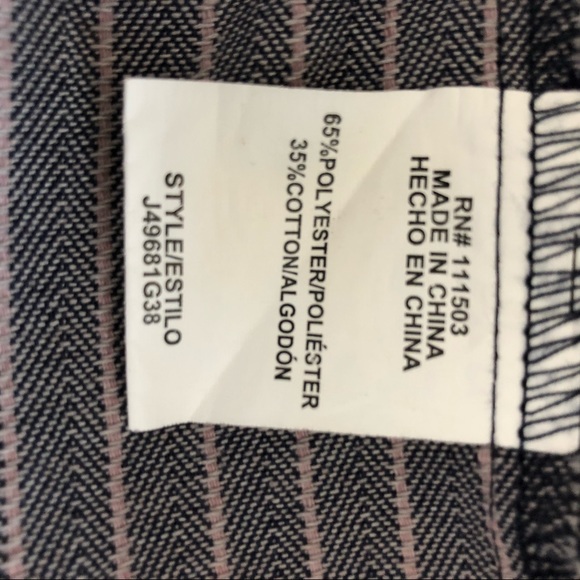 RN# 111503
MADE IN CHINA
HECHO EN CHINA
65%POLYESTER/POLIÉSTER
35%COTTON/ALGODÓN
STYLE/ESTILO
J49681G38